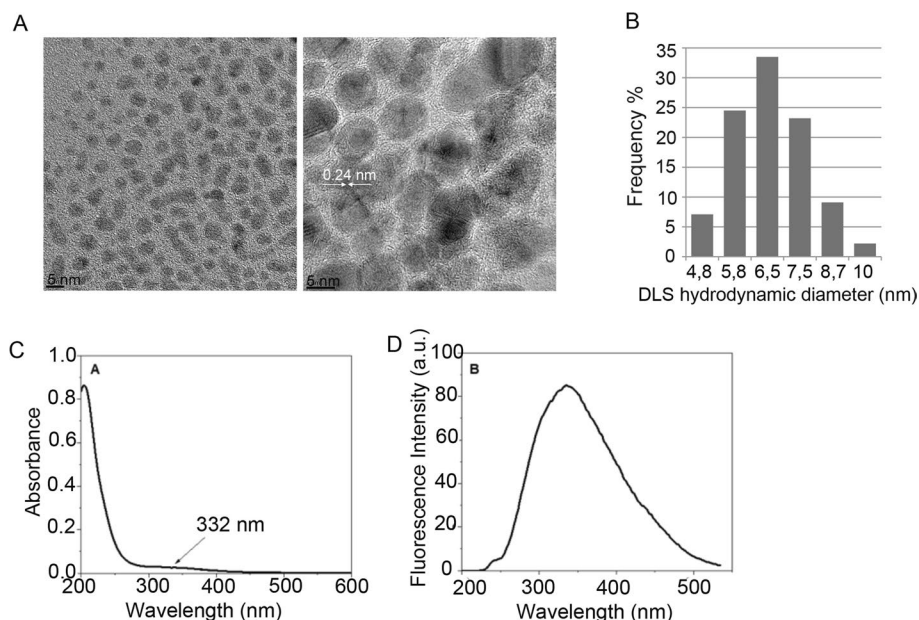 A
0.24 nm
5 nm
5 nm
B
Frequency %
35
30
25
20
15
10
5
0
4,8 5,8 6,5 7,5 8,7 10
DLS hydrodynamic diameter (nm)
C
A
Absorbance
1.0
0.8
0.6
0.4
0.2
0.0
332 nm
200 300 400 500 600
Wavelength (nm)
D
B
Fluorescence Intensity (a.u.)
100
80
60
40
20
0
200 300 400 500
Wavelength (nm)